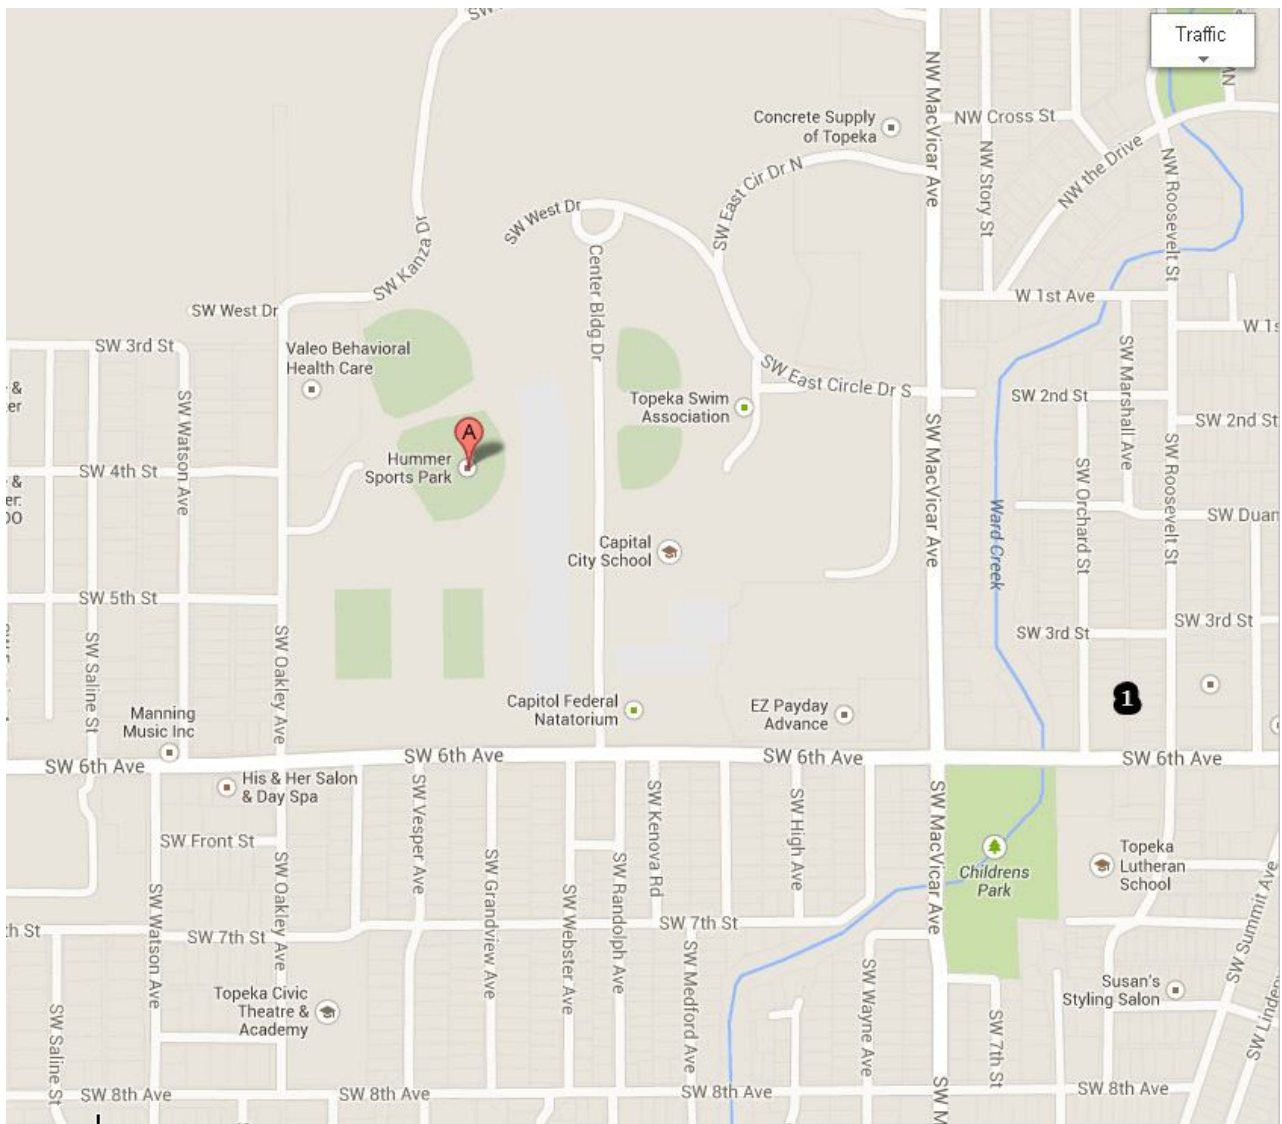 Traffic
NW MacVicar Ave
Concrete Supply
of Topeka
NW Cross St
NW Story St
NW the Drive
NW Roosevelt St
SW East Cir Dr N
SW West Dr
SW Kanza Dr
Center Bldg Dr
SW West Dr
W 1st Ave
SW 3rd St
Valeo Behavioral
Health Care
SW Marshall Ave
SW East Circle Dr S
Topeka Swim
Association
SW 2nd St
SW 2nd St
SW Watson Ave
SW MacVicar Ave
SW Roosevelt St
A
Hummer
Sports Park
SW 4th St
SW Orchard St
Ward Creek
SW Duan
Capital
City School
SW 5th St
SW 3rd St
SW 3rd St
SW Saline St
SW Oakley Ave
1
Manning
Music Inc
Capitol Federal
Natatorium
EZ Payday
Advance
SW 6th Ave
SW 6th Ave
SW 6th Ave
SW 6th Ave
His & Her Salon
& Day Spa
SW Vesper Ave
SW Kenova Rd
SW High Ave
SW MacVicar Ave
SW Front St
SW Oakley Ave
SW Grandview Ave
SW Randolph Ave
SW Webster Ave
Childrens
Park
Topeka
Lutheran
School
SW Watson Ave
SW Summit Ave
th St
SW 7th St
SW 7th St
SW Medford Ave
SW Wayne Ave
Susan's
Styling Salon
Topeka Civic
Theatre &
Academy
SW Saline St
SW 7th St
SW Linden
SW 8th Ave
SW 8th Ave
SW 8th Ave
SW 8th Ave
SW M